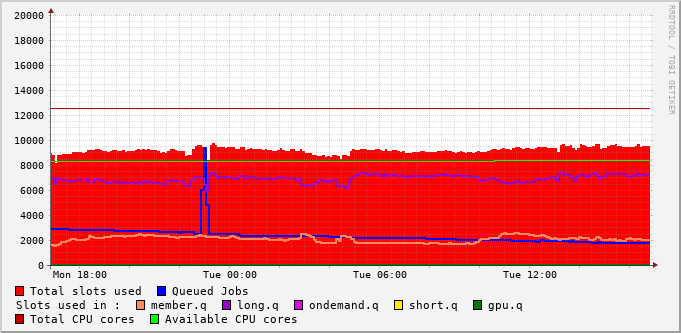 20000
18000
16000
14000
12000
10000
8000
6000
4000
2000
0
Mon 18:00 Tue 00:00 Tue 06:00 Tue 12:00
Total slots used Queued Jobs
Slots used in : member.q long.q ondemand.q short.q gpu.q
Total CPU cores Available CPU cores
RRDTOOL / TOBI OETIKER